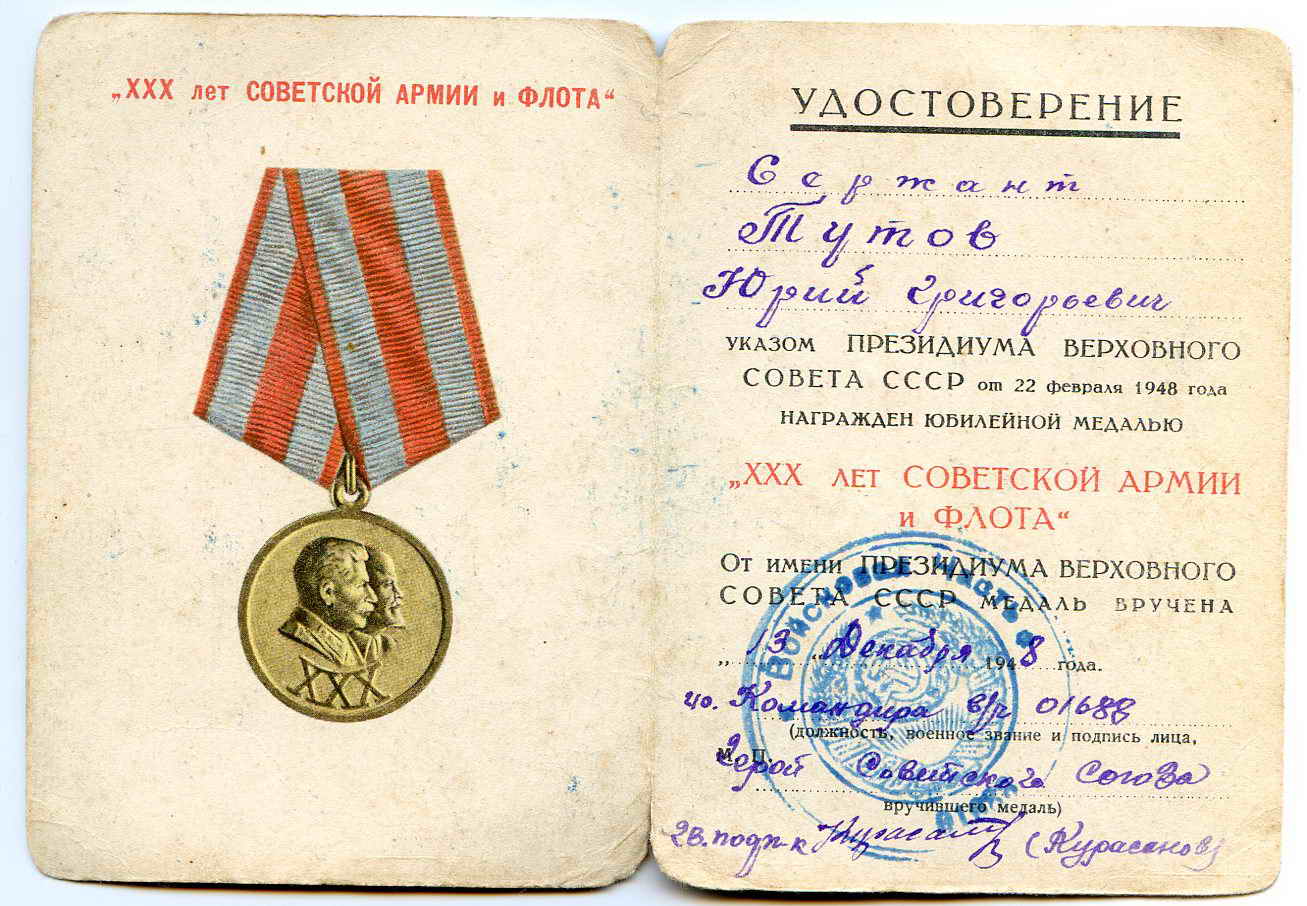 „XXX лет СОВЕТСКОЙ АРМИИ и ФЛОТА“
XXX
УДОСТОВЕРЕНИЕ
Сержант
Тутов
Юрий Григорьевич
УКАЗОМ ПРЕЗИДИУМА ВЕРХОВНОГО
СОВЕТА СССР от 22 февраля 1948 года
НАГРАЖДЕН ЮБИЛЕЙНОЙ МЕДАЛЬЮ
„XXX ЛЕТ СОВЕТСКОЙ АРМИИ
и ФЛОТА“
От имени ПРЕЗИДИУМА ВЕРХОВНОГО
СОВЕТА СССР МЕДАЛЬ ВРУЧЕНА
„13 „ Декабря 1948 года.
Войсковая часть
ио. Командира в/ч
(должность, военное звание и подпись лица,
М. П. Герой Советского Союза
вручившего медаль)
гв. подп-к (Курасанов)